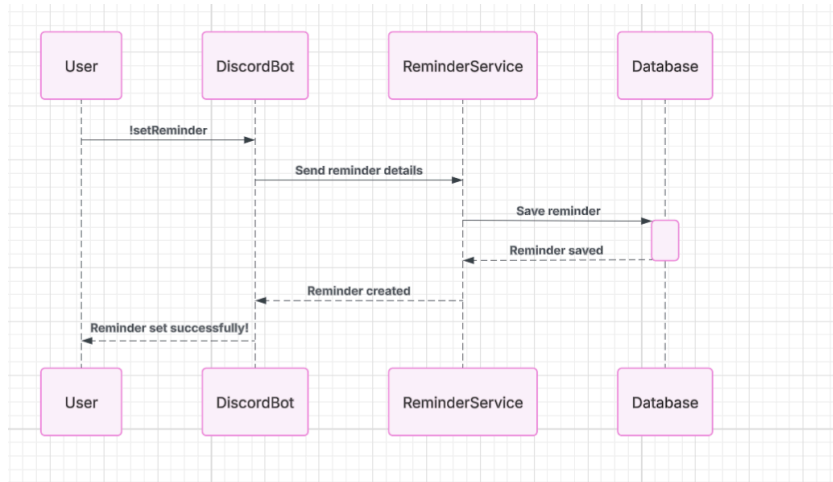 User
DiscordBot
ReminderService
Database
!setReminder
Send reminder details
Save reminder
Reminder saved
Reminder created
Reminder set successfully!
User
DiscordBot
ReminderService
Database